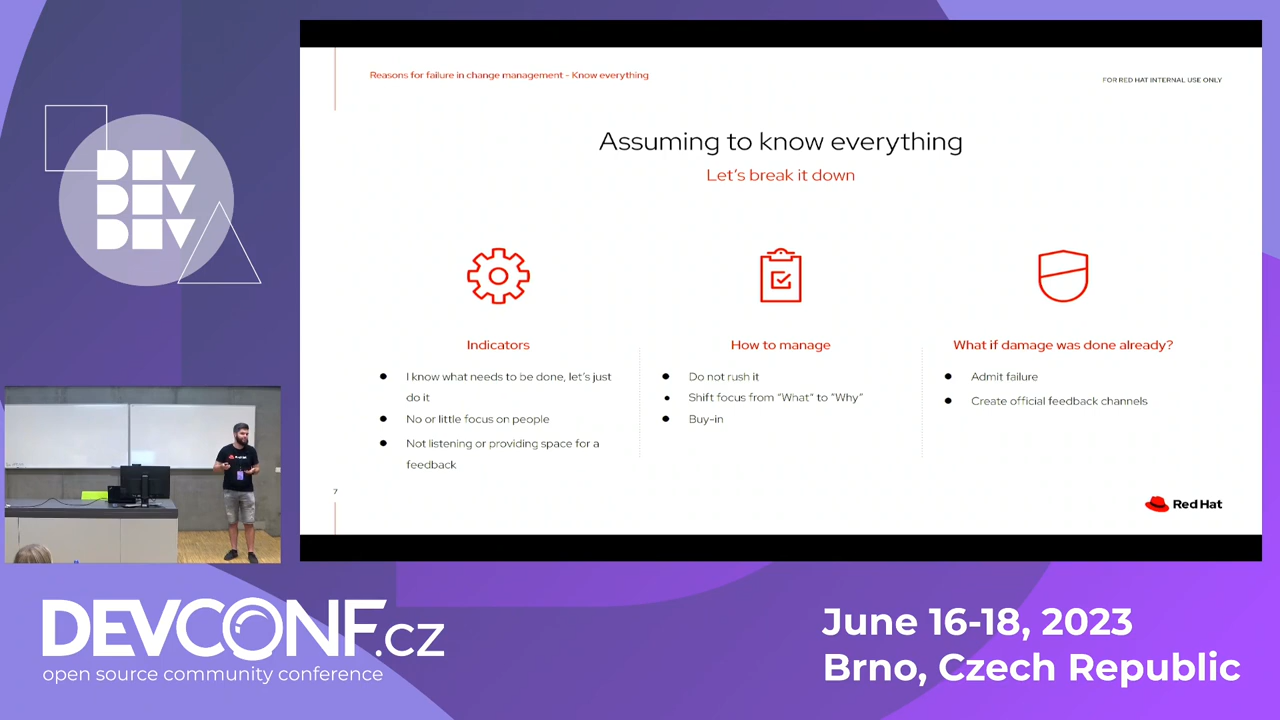 Reasons for failure in change management - Know everything
FOR RED HAT INTERNAL USE ONLY
Assuming to know everything
Let's break it down
DEV
DEV
DEV
Indicators
● I know what needs to be done, let's just
do it
● No or little focus on people
● Not listening or providing space for a
feedback
How to manage
● Do not rush it
● Shift focus from "What" to "Why"
● Buy-in
What if damage was done already?
● Admit failure
● Create official feedback channels
7
Red Hat
DEVCONF.cz
open source community conference
June 16-18, 2023
Brno, Czech Republic